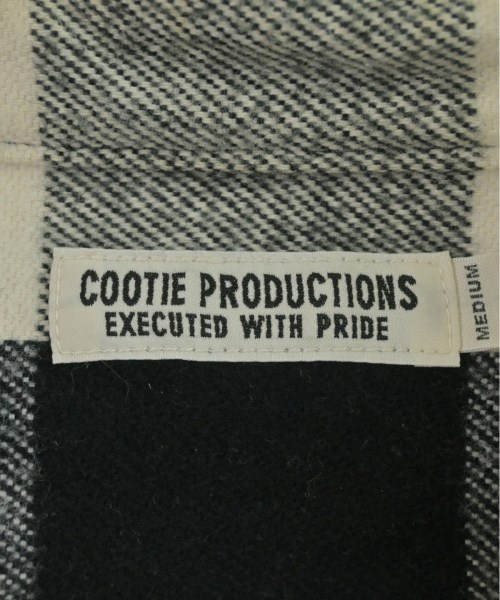 COOTIE PRODUCTIONS
EXECUTED WITH PRIDE
MEDIUM